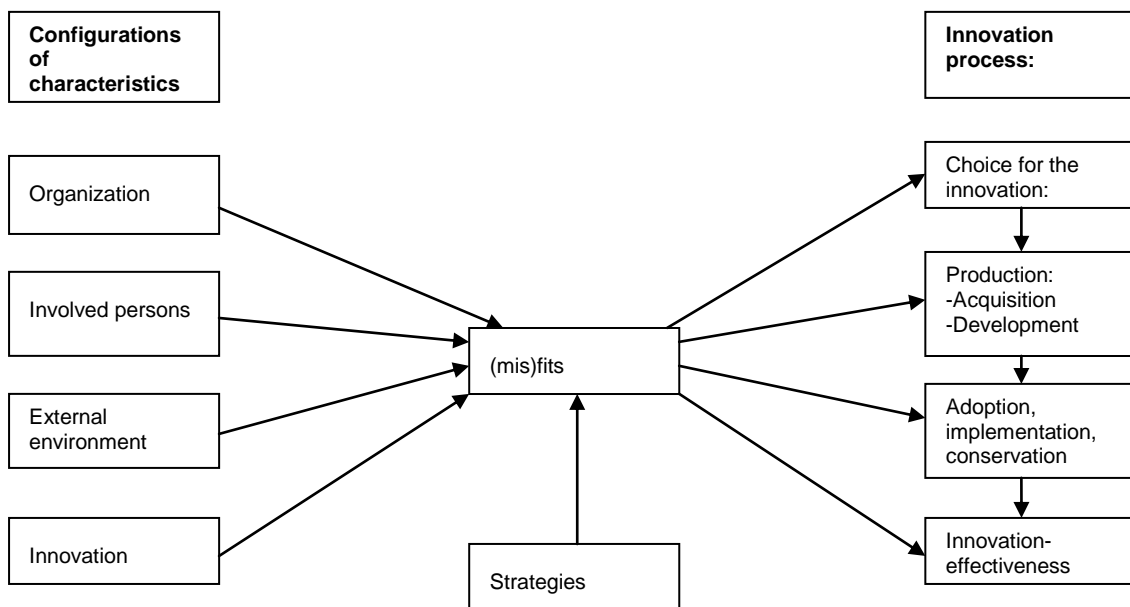 Configurations
of
characteristics
Innovation
process:
Organization
Involved persons
External
environment
Innovation
(mis)fits
Strategies
Choice for the
innovation:
Production:
-Acquisition
-Development
Adoption,
implementation,
conservation
Innovation-
effectiveness